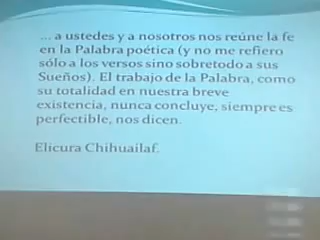 ... a ustedes y a nosotros nos reúne la fe
en la Palabra poética (y no me refiero
sólo a los versos sino sobretodo a sus
Sueños). El trabajo de la Palabra, como
su totalidad en nuestra breve
existencia, nunca concluye, siempre es
perfectible, nos dicen.
Elicura Chihuailaf.